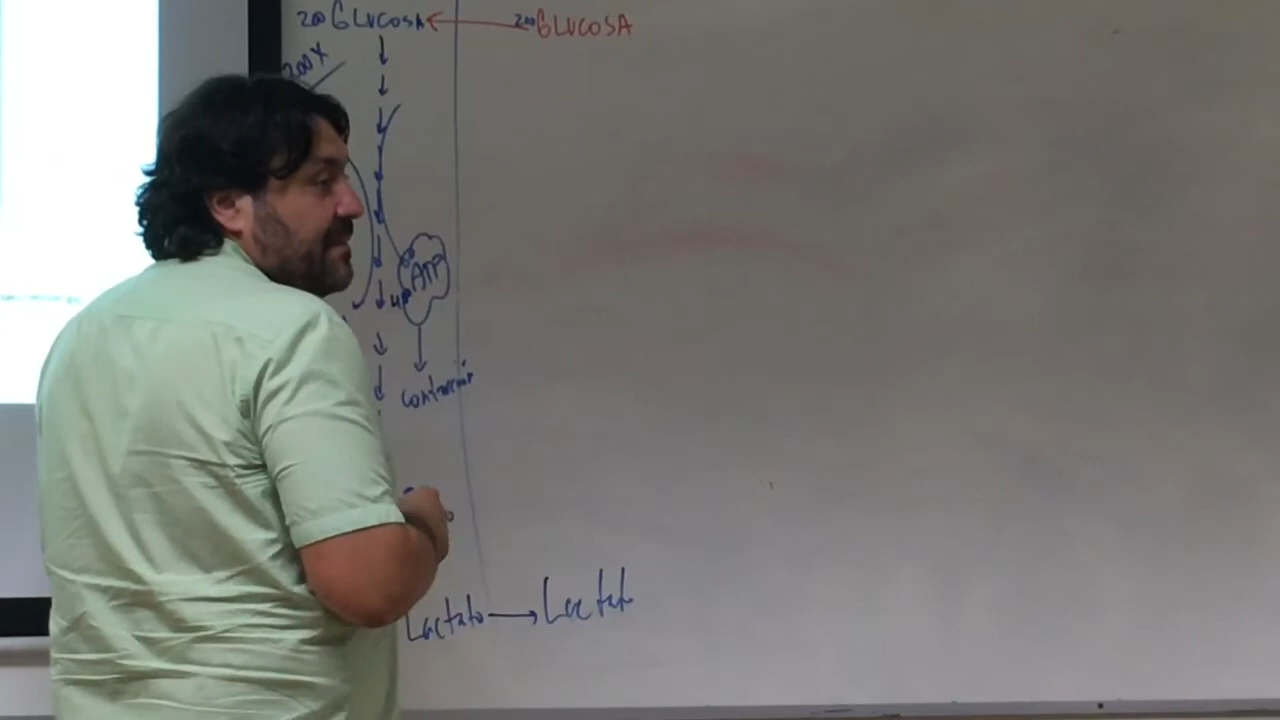 200 GLUCOSA ← 200 GLUCOSA
200 X
ATP
contracción
Lactato → Lactato